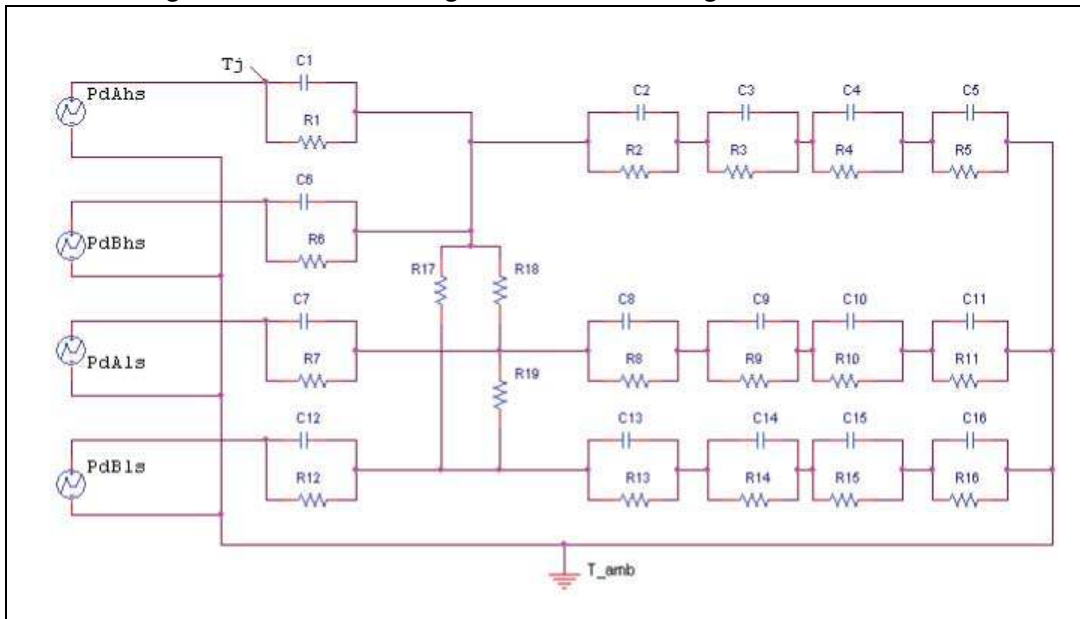 Tj
C1
PdAhs
R1
C2
C3
C4
C5
R2
R3
R4
R5
C6
PdBhs
R6
R17
R18
C7
C8
C9
C10
C11
PdAls
R7
R8
R9
R10
R11
R19
C12
C13
C14
C15
C16
PdBls
R12
R13
R14
R15
R16
T_amb